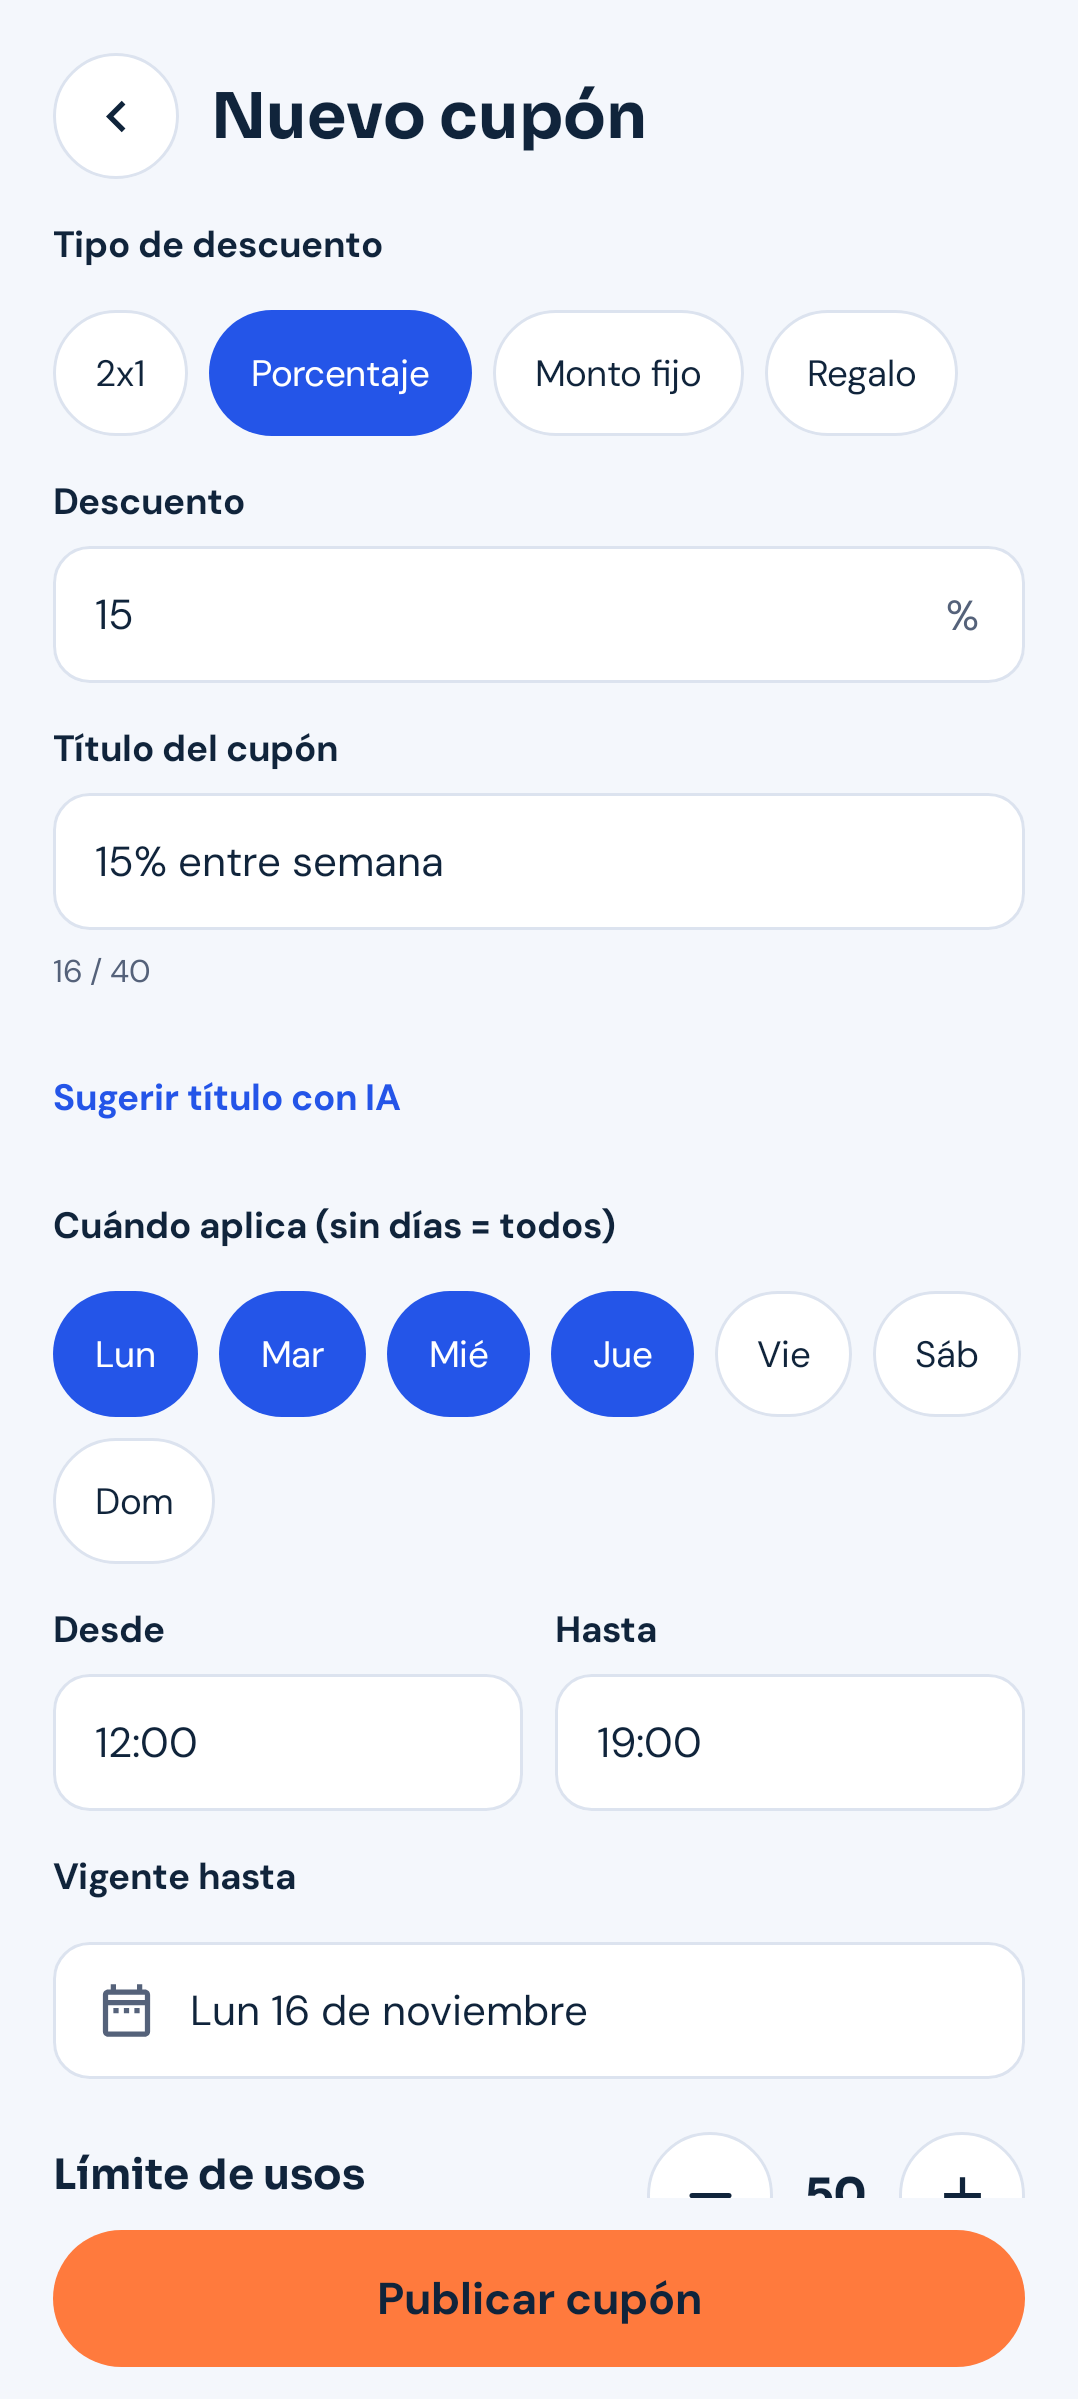 Nuevo cupón
Tipo de descuento
2x1 Porcentaje Monto fijo Regalo
Descuento
15 %
Título del cupón
15% entre semana
16 / 40
Sugerir título con IA
Cuándo aplica (sin días = todos)
Lun Mar Mié Jue Vie Sáb
Dom
Desde Hasta
12:00 19:00
Vigente hasta
Lun 16 de noviembre
Límite de usos 50
Publicar cupón